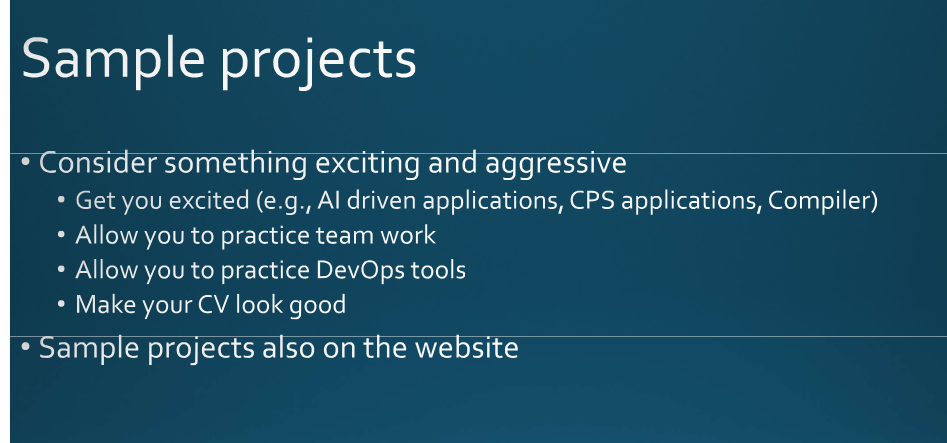 Sample projects
• Consider something exciting and aggressive
• Get you excited (e.g., AI driven applications, CPS applications, Compiler)
• Allow you to practice team work
• Allow you to practice DevOps tools
• Make your CV look good
• Sample projects also on the website